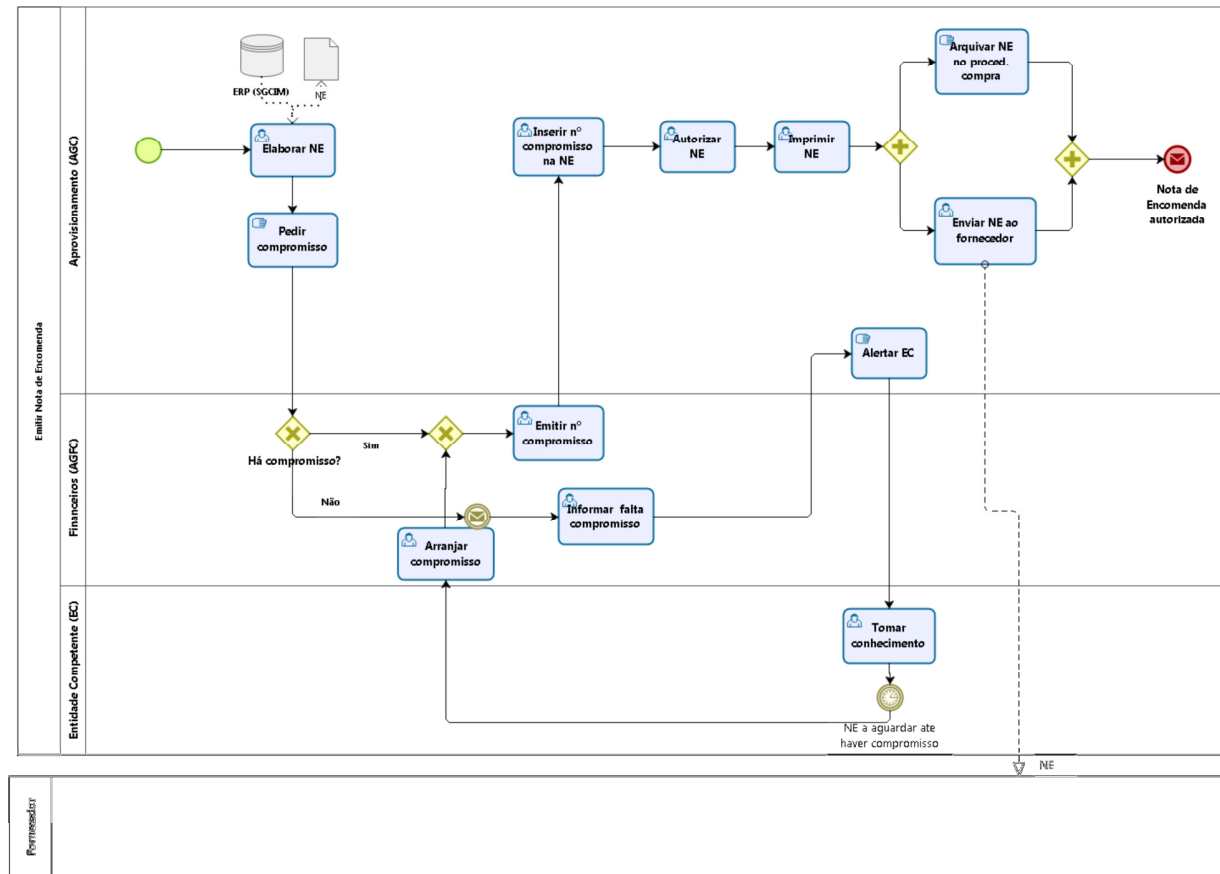 Emitir Nota de Encomenda
Aprovisionamento (AGC)
ERP (SGCIM)
NE
Elaborar NE
Pedir
compromisso
Inserir nº
compromisso
na NE
Autorizar
NE
Imprimir
NE
Arquivar NE
no proced.
compra
Enviar NE ao
fornecedor
Nota de
Encomenda
autorizada
Alertar EC
Financeiros (AGFC)
Há compromisso?
Sim
Não
Emitir nº
compromisso
Informar falta
compromisso
Arranjar
compromisso
Entidade Competente (EC)
Tomar
conhecimento
NE a aguardar ate
haver compromisso
NE
Fornecedor